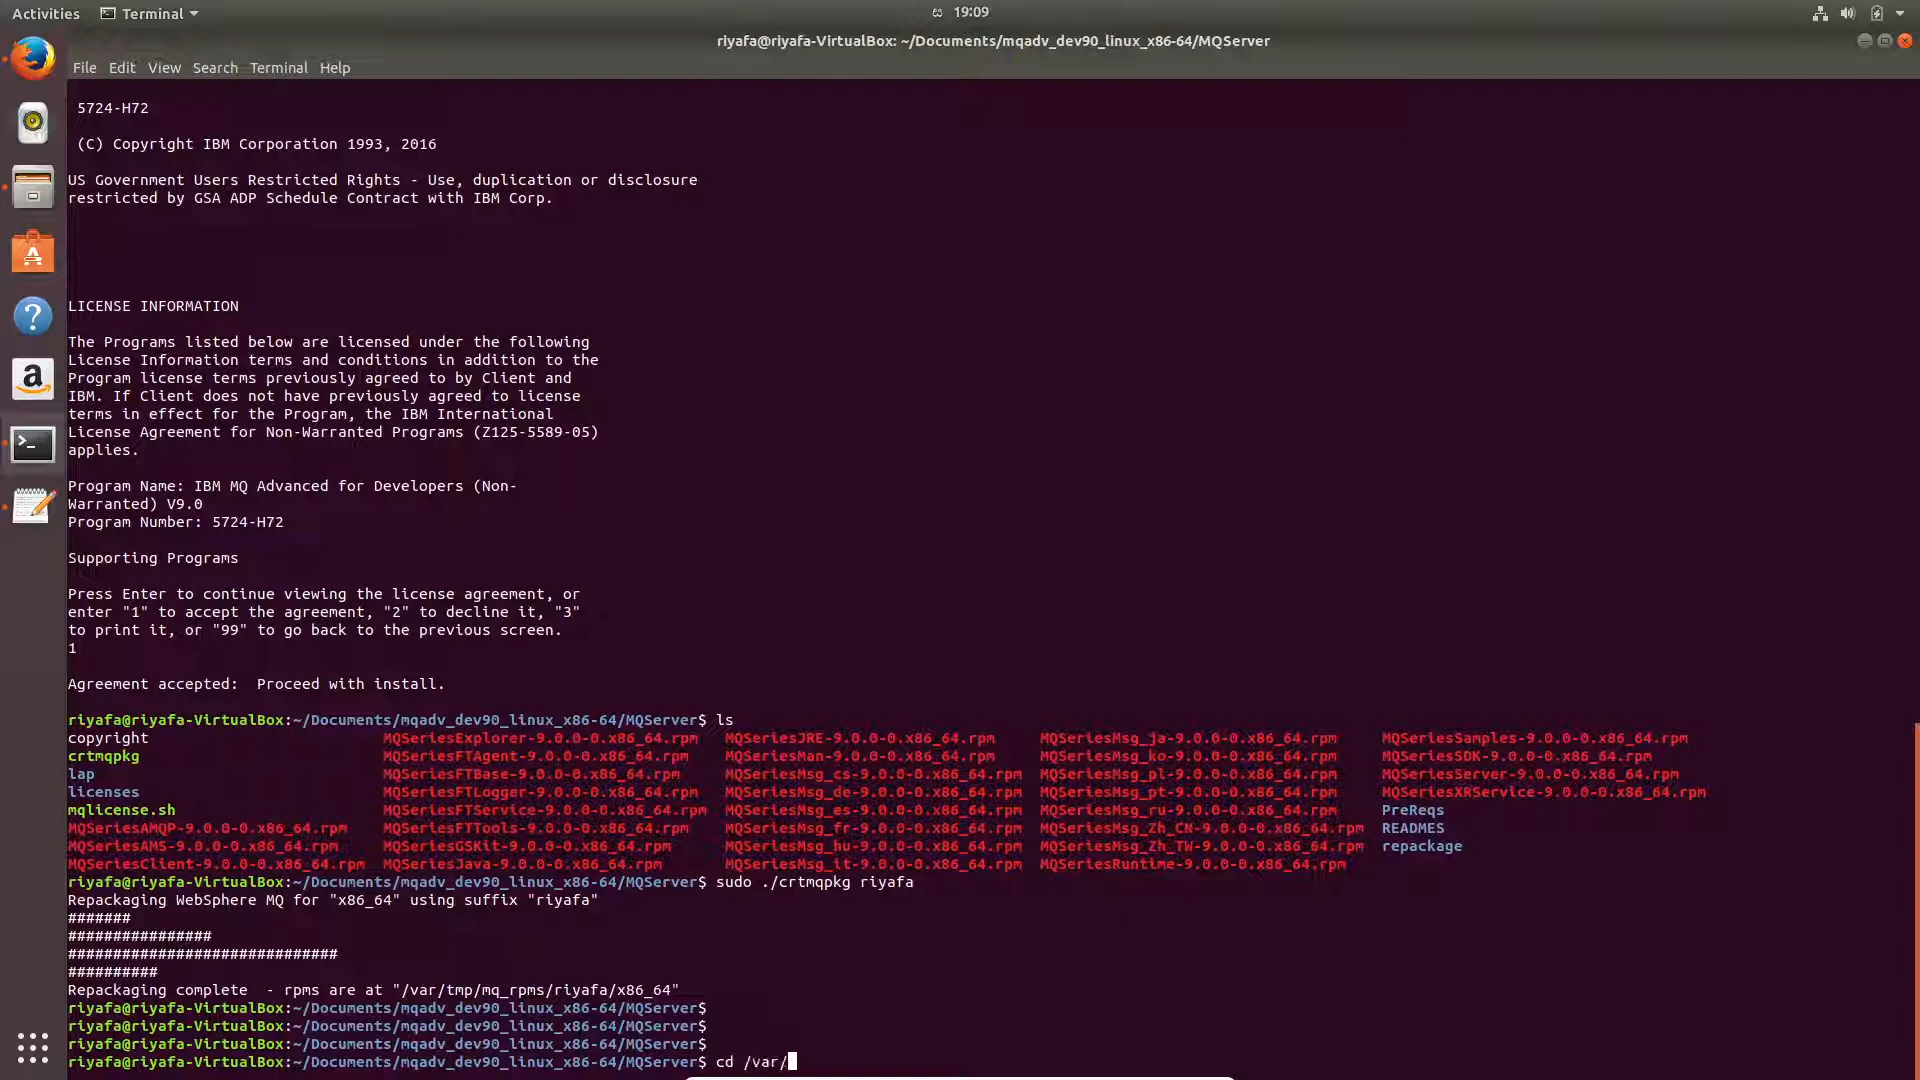 Activities Terminal 19:09
riyafa@riyafa-VirtualBox: ~/Documents/mqadv_dev90_linux_x86-64/MQServer
File Edit View Search Terminal Help
5724-H72
(C) Copyright IBM Corporation 1993, 2016
US Government Users Restricted Rights - Use, duplication or disclosure
restricted by GSA ADP Schedule Contract with IBM Corp.
LICENSE INFORMATION
The Programs listed below are licensed under the following
License Information terms and conditions in addition to the
Program license terms previously agreed to by Client and
IBM. If Client does not have previously agreed to license
terms in effect for the Program, the IBM International
License Agreement for Non-Warranted Programs (Z125-5589-05)
applies.
Program Name: IBM MQ Advanced for Developers (Non-
Warranted) V9.0
Program Number: 5724-H72
Supporting Programs
Press Enter to continue viewing the license agreement, or
enter "1" to accept the agreement, "2" to decline it, "3"
to print it, or "99" to go back to the previous screen.
1
Agreement accepted:  Proceed with install.
riyafa@riyafa-VirtualBox:~/Documents/mqadv_dev90_linux_x86-64/MQServer$ ls
copyright MQSeriesExplorer-9.0.0-0.x86_64.rpm MQSeriesJRE-9.0.0-0.x86_64.rpm MQSeriesMsg_ja-9.0.0-0.x86_64.rpm MQSeriesSamples-9.0.0-0.x86_64.rpm
crtmqpkg MQSeriesFTAgent-9.0.0-0.x86_64.rpm MQSeriesMan-9.0.0-0.x86_64.rpm MQSeriesMsg_ko-9.0.0-0.x86_64.rpm MQSeriesSDK-9.0.0-0.x86_64.rpm
lap MQSeriesFTBase-9.0.0-0.x86_64.rpm MQSeriesMsg_cs-9.0.0-0.x86_64.rpm MQSeriesMsg_pl-9.0.0-0.x86_64.rpm MQSeriesServer-9.0.0-0.x86_64.rpm
licenses MQSeriesFTLogger-9.0.0-0.x86_64.rpm MQSeriesMsg_de-9.0.0-0.x86_64.rpm MQSeriesMsg_pt-9.0.0-0.x86_64.rpm MQSeriesXRService-9.0.0-0.x86_64.rpm
mqlicense.sh MQSeriesFTService-9.0.0-0.x86_64.rpm MQSeriesMsg_es-9.0.0-0.x86_64.rpm MQSeriesMsg_ru-9.0.0-0.x86_64.rpm PreReqs
MQSeriesAMQP-9.0.0-0.x86_64.rpm MQSeriesFTTools-9.0.0-0.x86_64.rpm MQSeriesMsg_fr-9.0.0-0.x86_64.rpm MQSeriesMsg_Zh_CN-9.0.0-0.x86_64.rpm READMES
MQSeriesAMS-9.0.0-0.x86_64.rpm MQSeriesGSKit-9.0.0-0.x86_64.rpm MQSeriesMsg_hu-9.0.0-0.x86_64.rpm MQSeriesMsg_Zh_TW-9.0.0-0.x86_64.rpm repackage
MQSeriesClient-9.0.0-0.x86_64.rpm MQSeriesJava-9.0.0-0.x86_64.rpm MQSeriesMsg_it-9.0.0-0.x86_64.rpm MQSeriesRuntime-9.0.0-0.x86_64.rpm
riyafa@riyafa-VirtualBox:~/Documents/mqadv_dev90_linux_x86-64/MQServer$ sudo ./crtmqpkg riyafa
Repackaging WebSphere MQ for "x86_64" using suffix "riyafa"
#######
################
##############################
##########
Repackaging complete  - rpms are at "/var/tmp/mq_rpms/riyafa/x86_64"
riyafa@riyafa-VirtualBox:~/Documents/mqadv_dev90_linux_x86-64/MQServer$
riyafa@riyafa-VirtualBox:~/Documents/mqadv_dev90_linux_x86-64/MQServer$
riyafa@riyafa-VirtualBox:~/Documents/mqadv_dev90_linux_x86-64/MQServer$
riyafa@riyafa-VirtualBox:~/Documents/mqadv_dev90_linux_x86-64/MQServer$ cd /var/